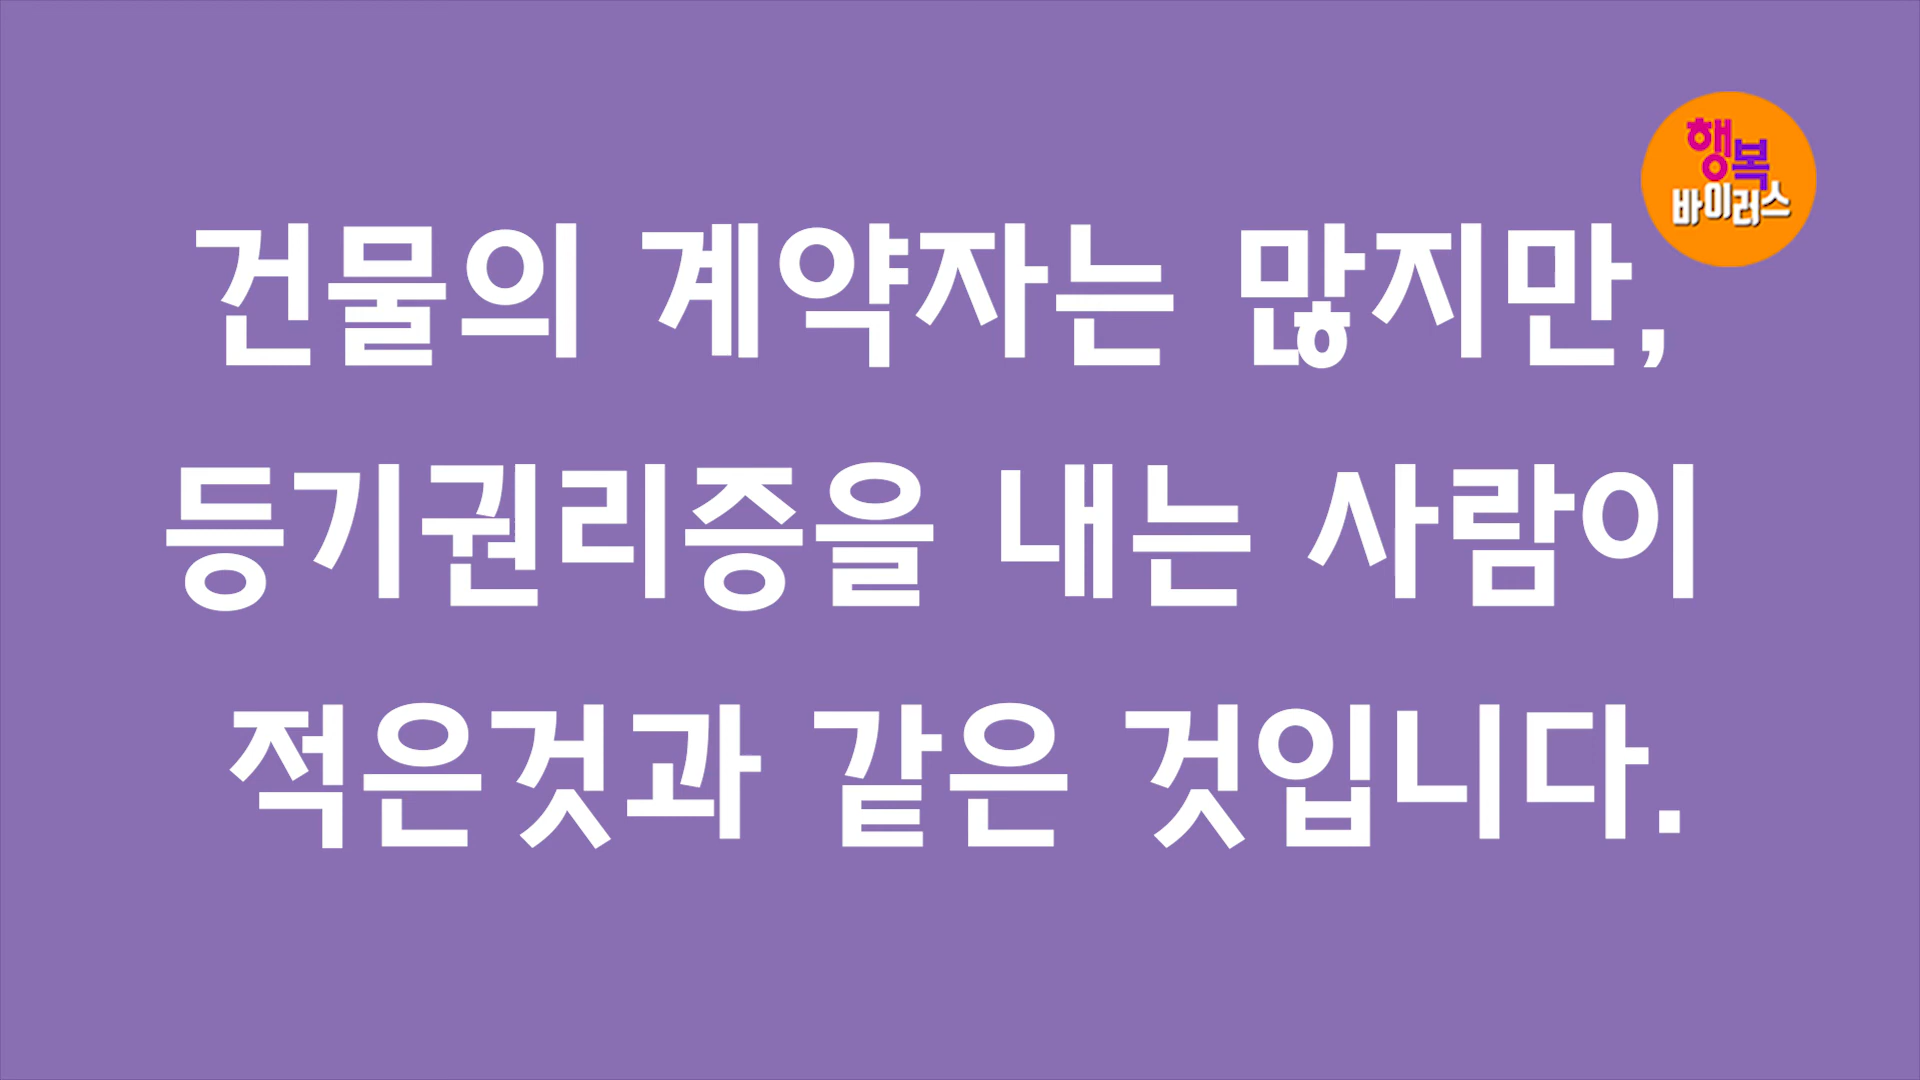 행복
바이러스
건물의 계약자는 많지만,
등기권리증을 내는 사람이
적은것과 같은 것입니다.